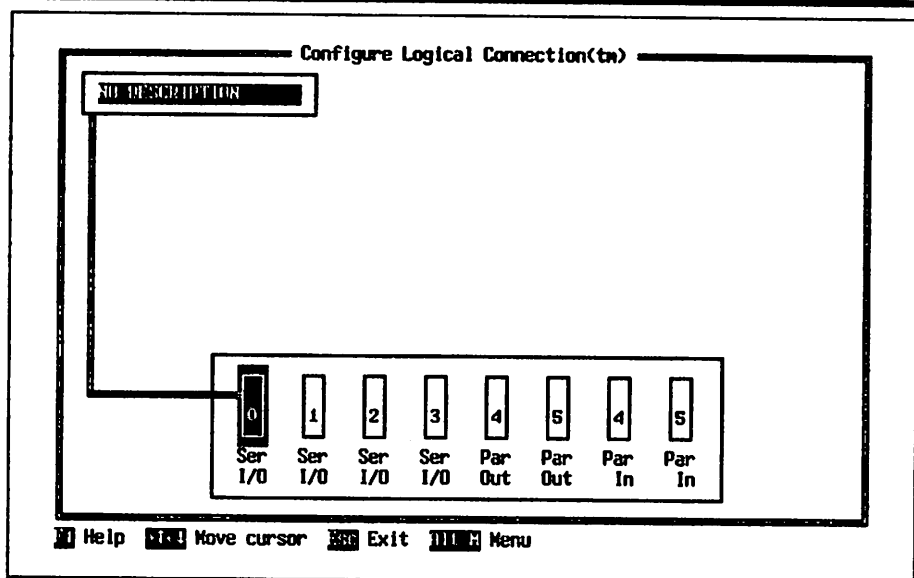 Configure Logical Connection(tm)
NO DESCRIPTION
0 1 2 3 4 5 4 5
Ser Ser Ser Ser Par Par Par Par
I/O I/O I/O I/O Out Out In In
Help Move cursor Esc Exit Menu